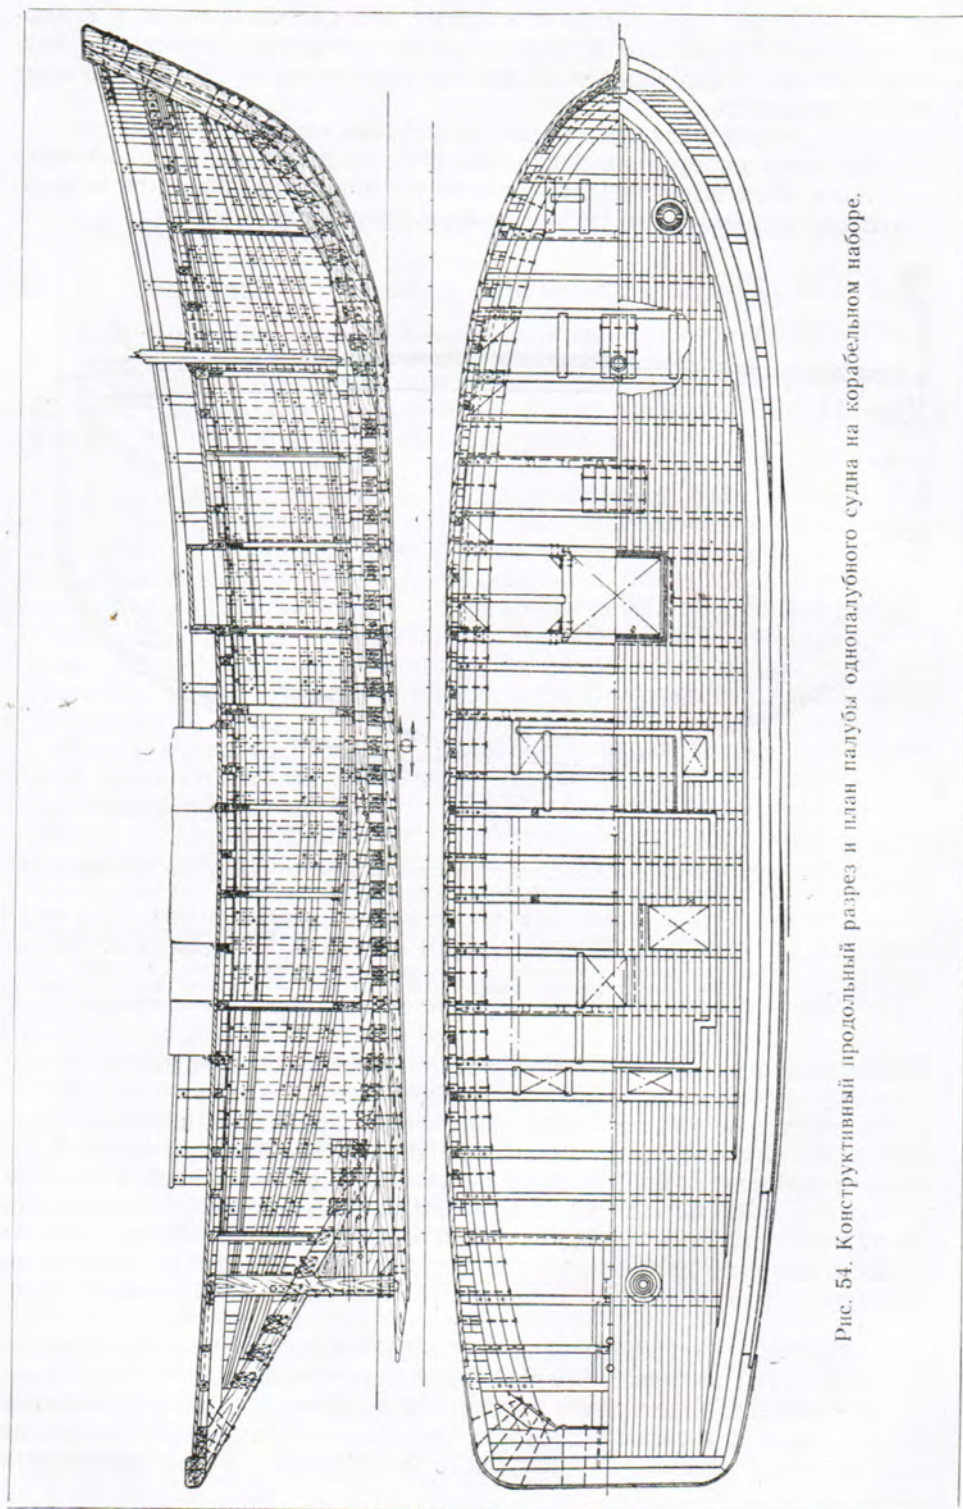 Рис. 54. Конструктивный продольный разрез и план палубы однопалубного судна на корабельном наборе.